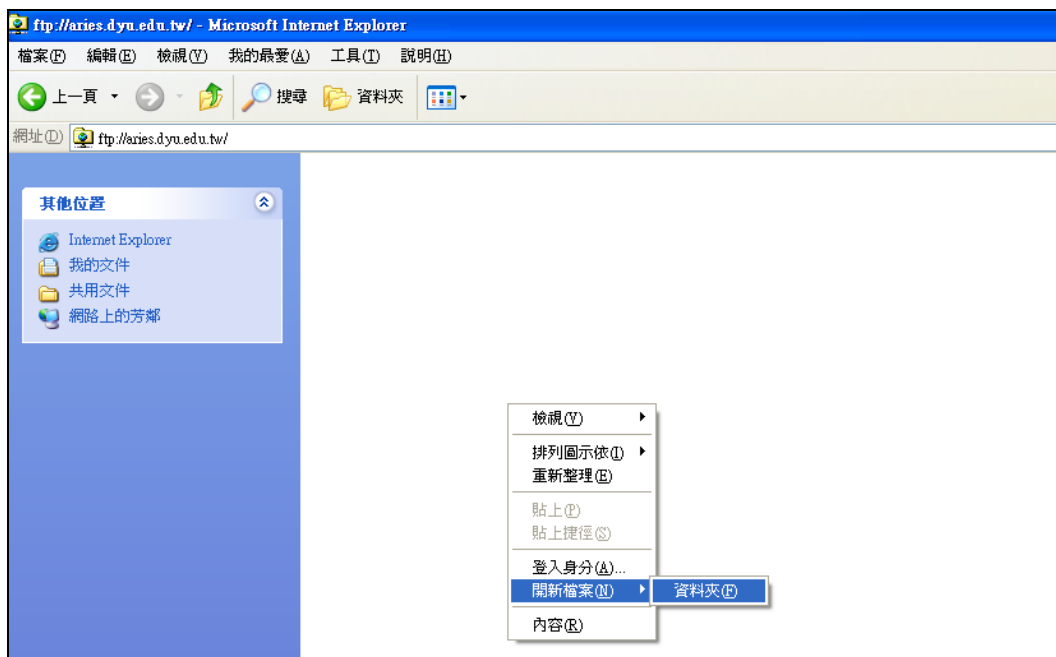 ftp://aries.dyu.edu.tw/ - Microsoft Internet Explorer
檔案(F) 編輯(E) 檢視(V) 我的最愛(A) 工具(T) 說明(H)
上一頁 搜尋 資料夾
網址(D) ftp://aries.dyu.edu.tw/
其他位置
Internet Explorer
我的文件
共用文件
網路上的芳鄰
檢視(V)
排列圖示依(I)
重新整理(E)
貼上(P)
貼上捷徑(S)
登入身分(A)...
開新檔案(N) 資料夾(F)
內容(R)